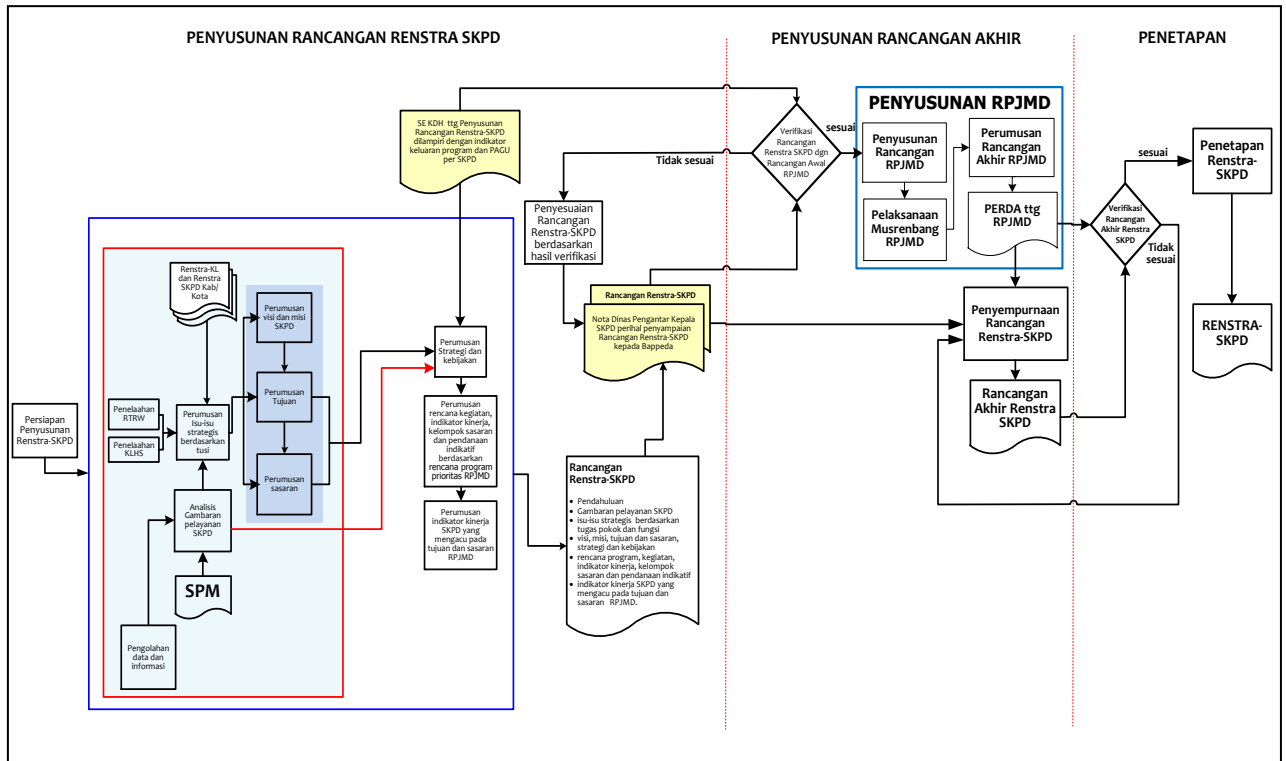 PENYUSUNAN RANCANGAN RENSTRA SKPD
PENYUSUNAN RANCANGAN AKHIR
PENETAPAN
SE KDH ttg Penyusunan
Rancangan Renstra-SKPD
dilampiri dengan indikator
keluaran program dan PAGU
per SKPD
Verifikasi
Rancangan
Renstra SKPD dgn
Rancangan Awal
RPJMD
sesuai
Tidak sesuai
PENYUSUNAN RPJMD
Penyusunan
Rancangan
RPJMD
Perumusan
Rancangan
Akhir RPJMD
Pelaksanaan
Musrenbang
RPJMD
PERDA ttg
RPJMD
sesuai
Verifikasi
Rancangan
Akhir Renstra
SKPD
Tidak
sesuai
Penetapan
Renstra-
SKPD
RENSTRA-
SKPD
Penyesuaian
Rancangan
Renstra-SKPD
berdasarkan
hasil verifikasi
Rancangan Renstra-SKPD
Nota Dinas Pengantar Kepala
SKPD perihal penyampaian
Rancangan Renstra-SKPD
kepada Bappeda
Penyempurnaan
Rancangan
Renstra-SKPD
Rancangan
Akhir Renstra
SKPD
Persiapan
Penyusunan
Renstra-SKPD
Renstra-KL
dan Renstra
SKPD Kab/
Kota
Perumusan
visi dan misi
SKPD
Penelaahan
RTRW
Penelaahan
KLHS
Perumusan
Isu-isu
strategis
berdasarkan
tusi
Perumusan
Tujuan
Perumusan
sasaran
Analisis
Gambaran
pelayanan
SKPD
SPM
Pengolahan
data dan
informasi
Perumusan
Strategi dan
kebijakan
Perumusan
rencana kegiatan,
indikator kinerja,
kelompok sasaran
dan pendanaan
indikatif berdasarkan
rencana program
prioritas RPJMD
Perumusan
indikator kinerja
SKPD yang
mengacu pada
tujuan dan sasaran
RPJMD
Rancangan
Renstra-SKPD
• Pendahuluan
• Gambaran pelayanan SKPD
• isu-isu strategis berdasarkan
tugas pokok dan fungsi
• visi, misi, tujuan dan sasaran,
strategi dan kebijakan
• rencana program, kegiatan,
indikator kinerja, kelompok
sasaran dan pendanaan indikatif
• indikator kinerja SKPD yang
mengacu pada tujuan dan
sasaran RPJMD.